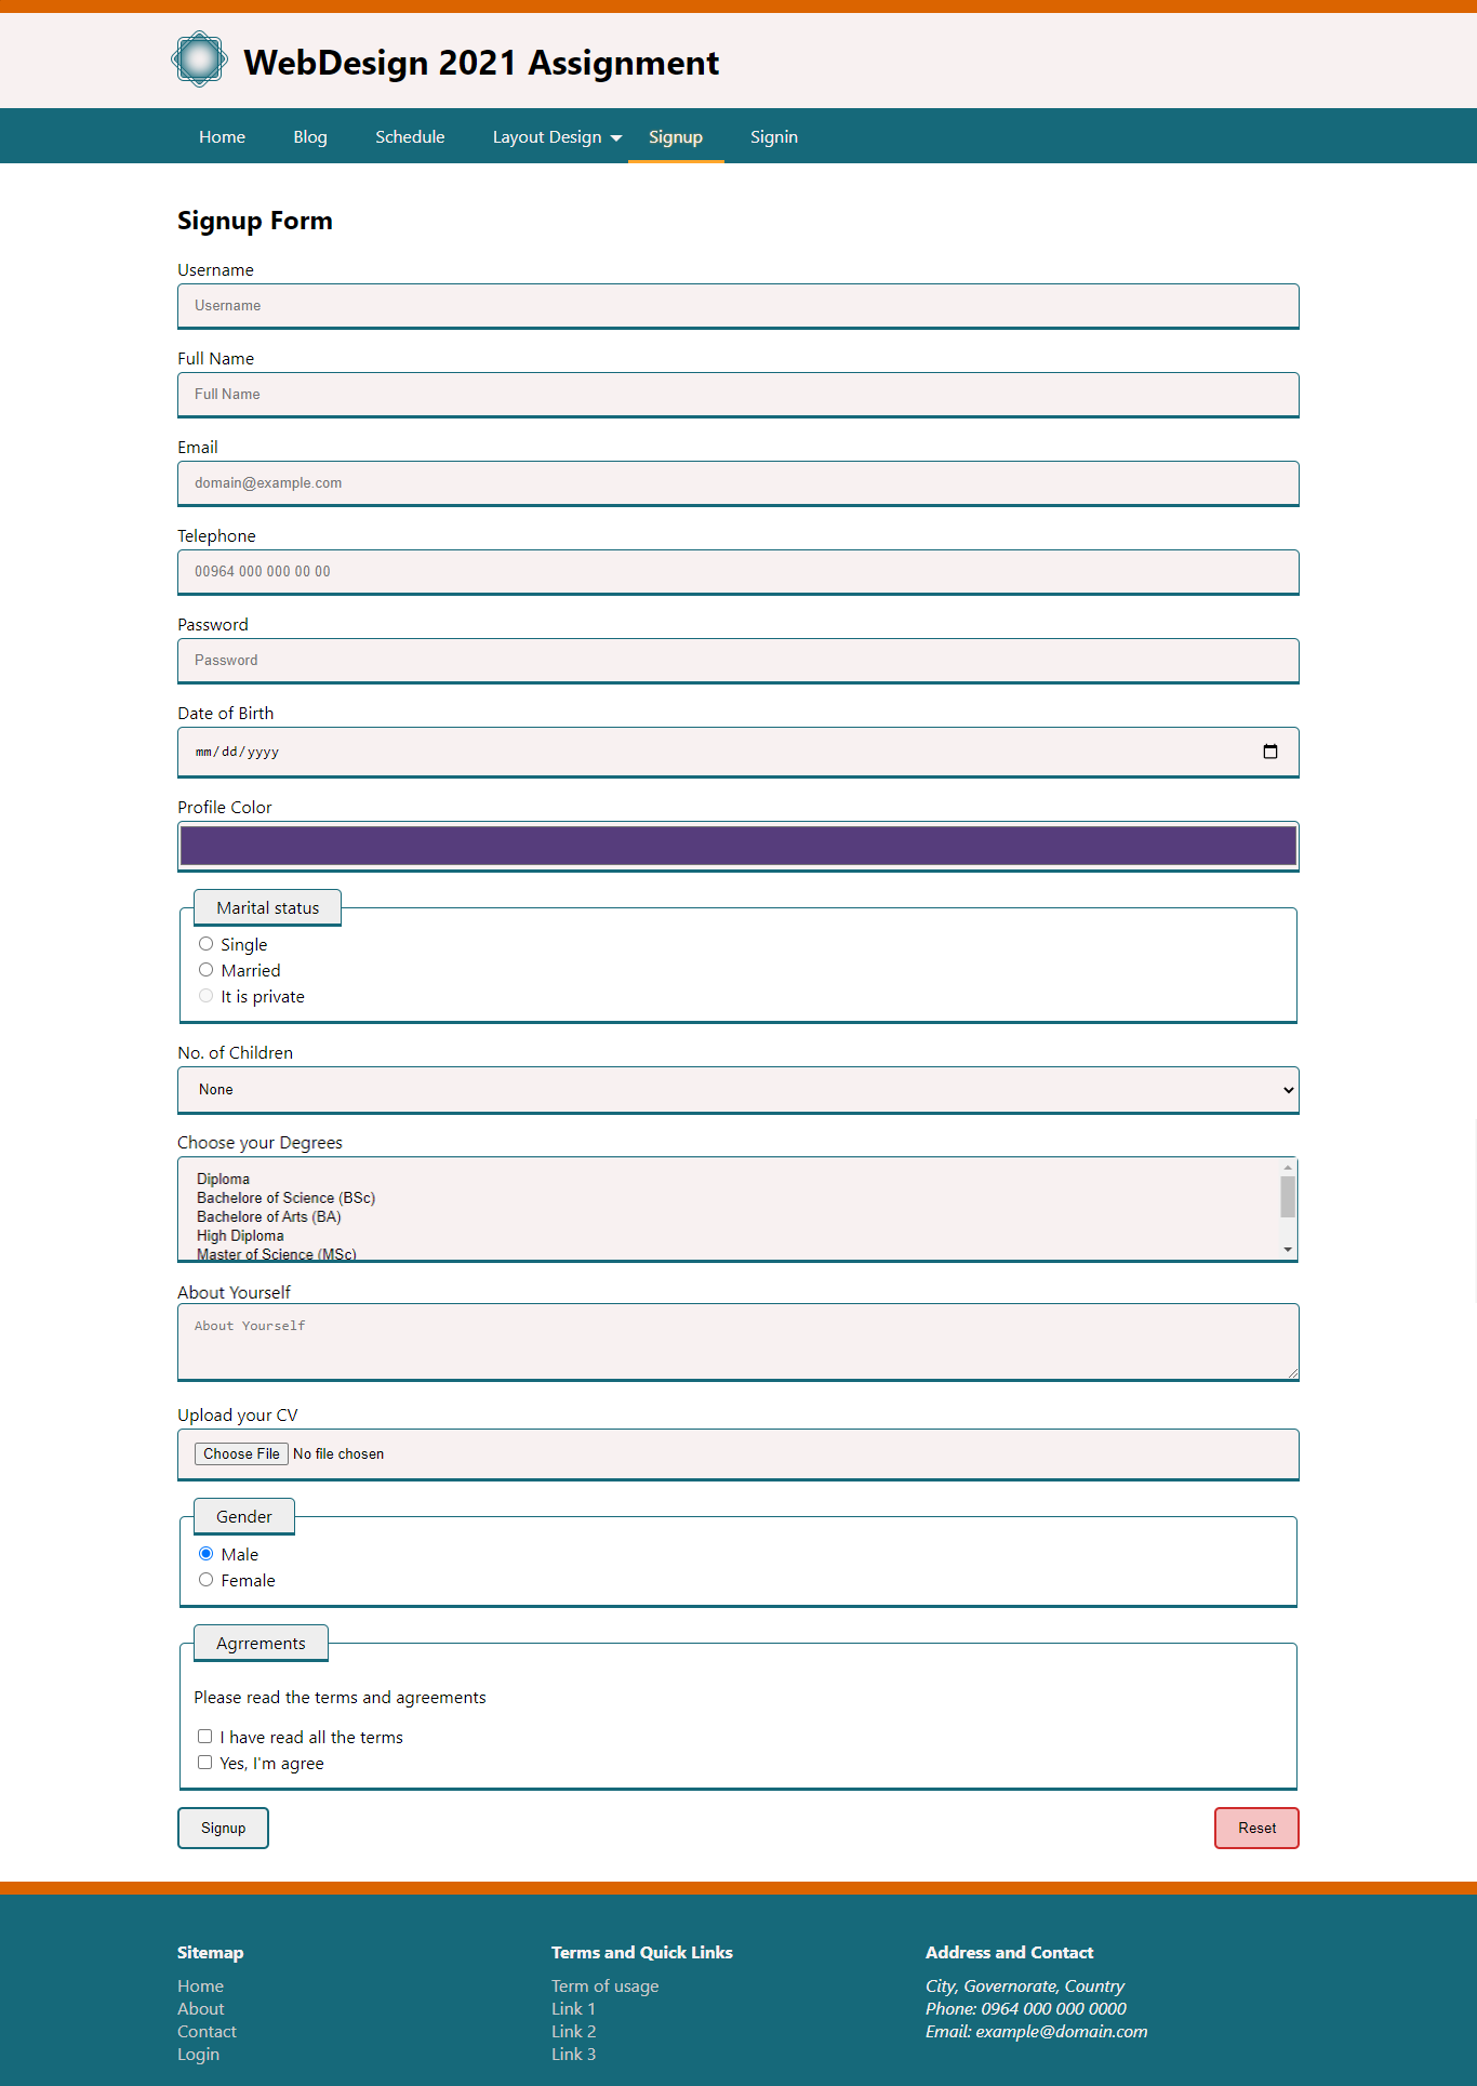 WebDesign 2021 Assignment
Home Blog Schedule Layout Design Signup Signin
Signup Form
Username
Username
Full Name
Full Name
Email
domain@example.com
Telephone
00964 000 000 00 00
Password
Password
Date of Birth
mm/dd/yyyy
Profile Color
Marital status
Single
Married
It is private
No. of Children
None
Choose your Degrees
Diploma
Bachelore of Science (BSc)
Bachelore of Arts (BA)
High Diploma
Master of Science (MSc)
About Yourself
About Yourself
Upload your CV
Choose File No file chosen
Gender
Male
Female
Agrrements
Please read the terms and agreements
I have read all the terms
Yes, I'm agree
Signup Reset
Sitemap
Home
About
Contact
Login
Terms and Quick Links
Term of usage
Link 1
Link 2
Link 3
Address and Contact
City, Governorate, Country
Phone: 0964 000 000 0000
Email: example@domain.com